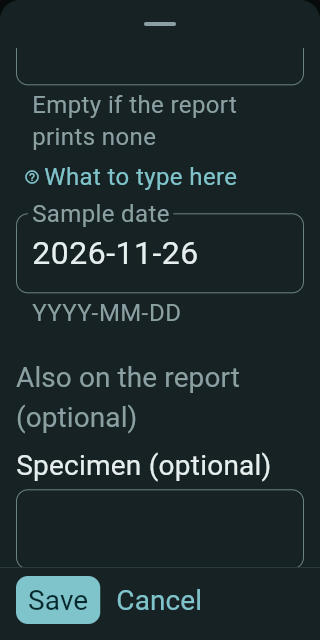 Empty if the report
prints none
What to type here
Sample date
2026-11-26
YYYY-MM-DD
Also on the report
(optional)
Specimen (optional)
Save
Cancel